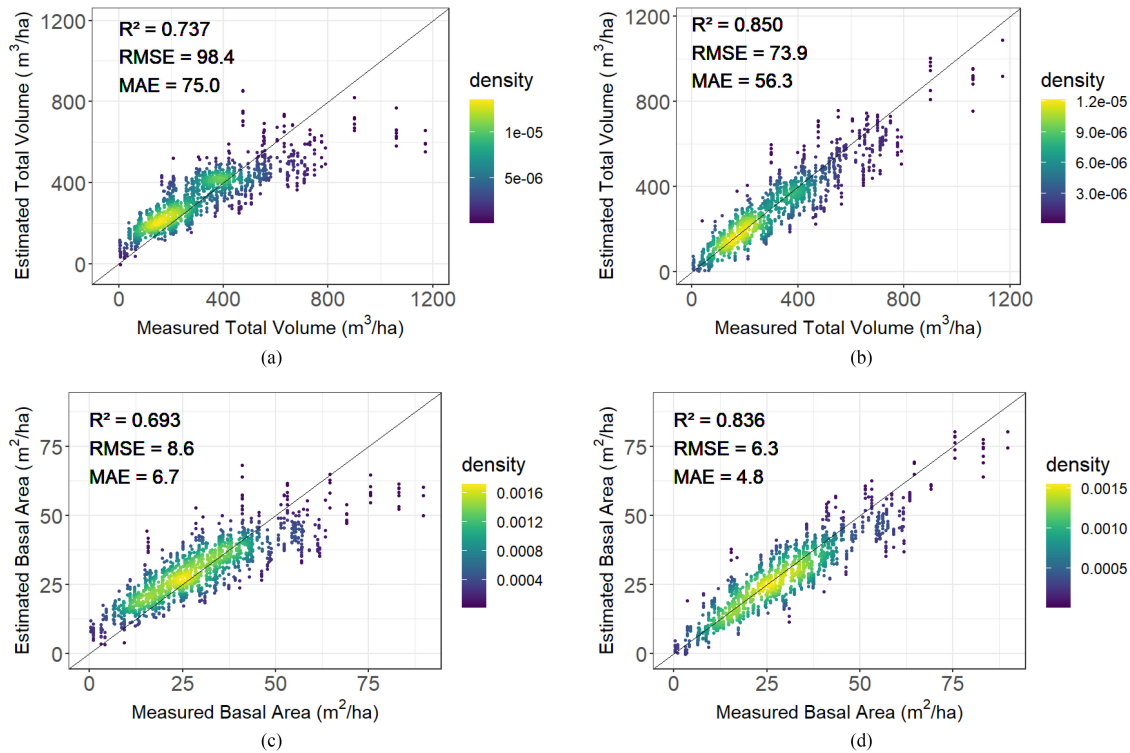 R² = 0.737
RMSE = 98.4
MAE = 75.0
Estimated Total Volume ( m³/ha)
1200
800
400
0
0 400 800 1200
Measured Total Volume (m³/ha)
density
1e-05
5e-06
(a)
R² = 0.850
RMSE = 73.9
MAE = 56.3
Estimated Total Volume ( m³/ha)
1200
800
400
0
0 400 800 1200
Measured Total Volume (m³/ha)
density
1.2e-05
9.0e-06
6.0e-06
3.0e-06
(b)
R² = 0.693
RMSE = 8.6
MAE = 6.7
Estimated Basal Area ( m²/ha)
75
50
25
0
0 25 50 75
Measured Basal Area (m²/ha)
density
0.0016
0.0012
0.0008
0.0004
(c)
R² = 0.836
RMSE = 6.3
MAE = 4.8
Estimated Basal Area ( m²/ha)
75
50
25
0
0 25 50 75
Measured Basal Area (m²/ha)
density
0.0015
0.0010
0.0005
(d)